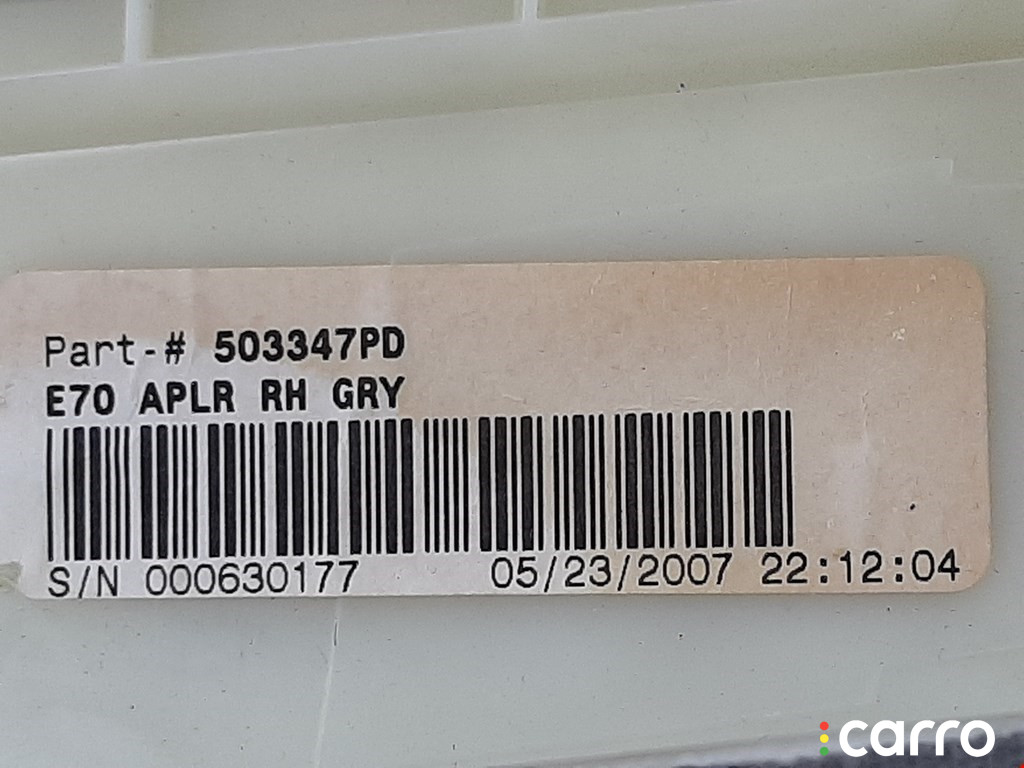 Part-# 503347PD
E70 APLR RH GRY
S/N 000630177 05/23/2007 22:12:04
carro